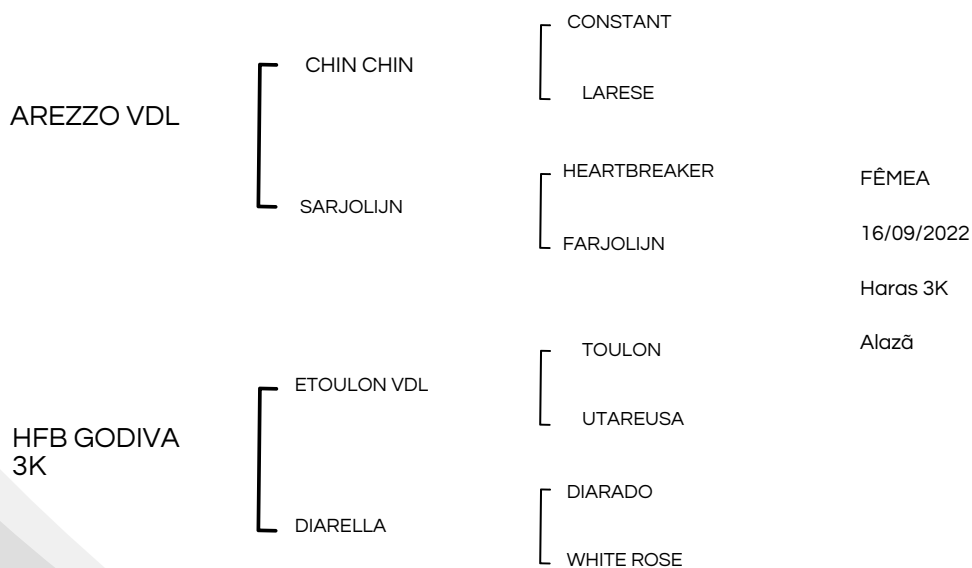 AREZZO VDL
CHIN CHIN
CONSTANT
LARESE
SARJOLIJN
HEARTBREAKER
FARJOLIJN
HFB GODIVA
3K
ETOULON VDL
TOULON
UTAREUSA
DIARELLA
DIARADO
WHITE ROSE
FÊMEA
16/09/2022
Haras 3K
Alazã